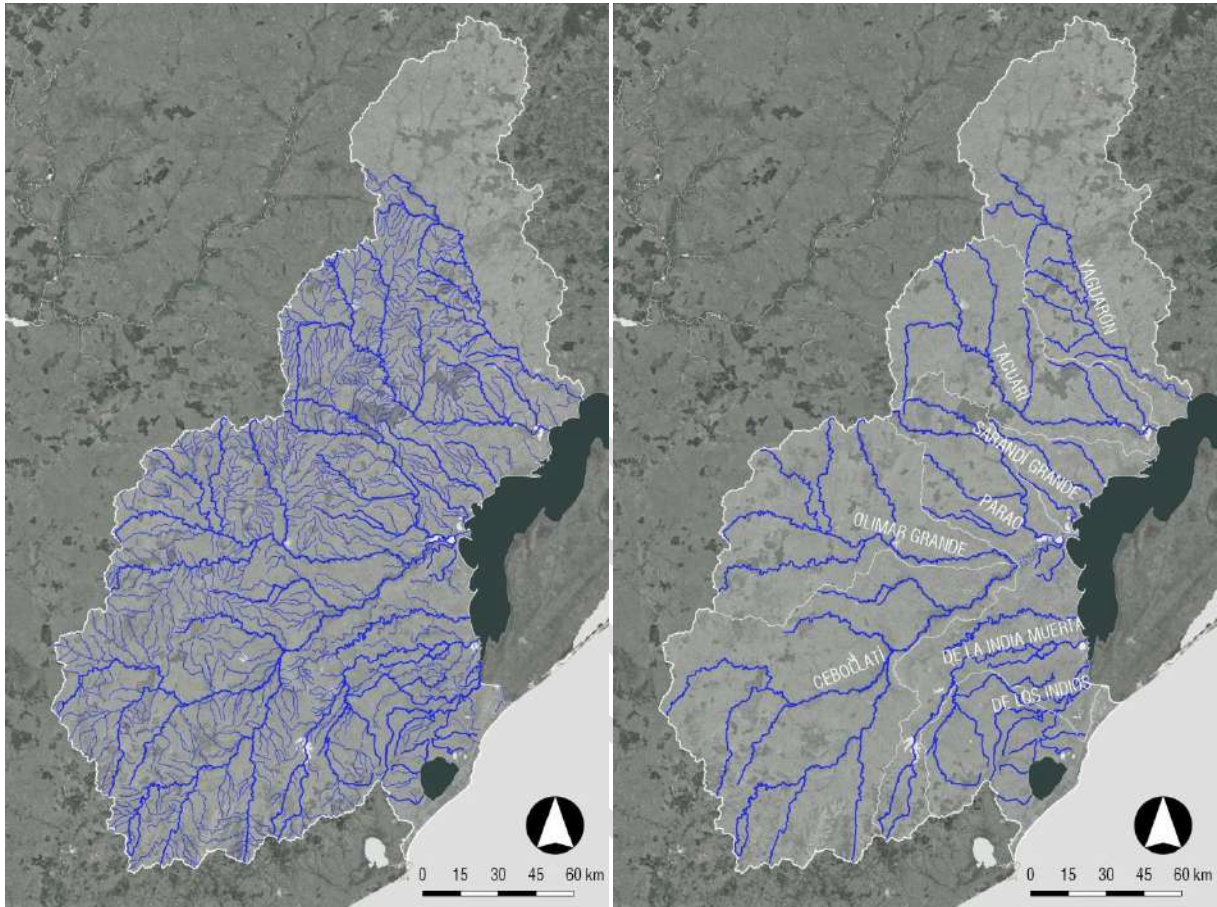 0 15 30 45 60 km
YAGUARÓN
TACUARÍ
SARANDÍ GRANDE
PARAO
OLIMAR GRANDE
DE LA INDIA MUERTA
CEBOLLATÍ
DE LOS INDIOS
0 15 30 45 60 km